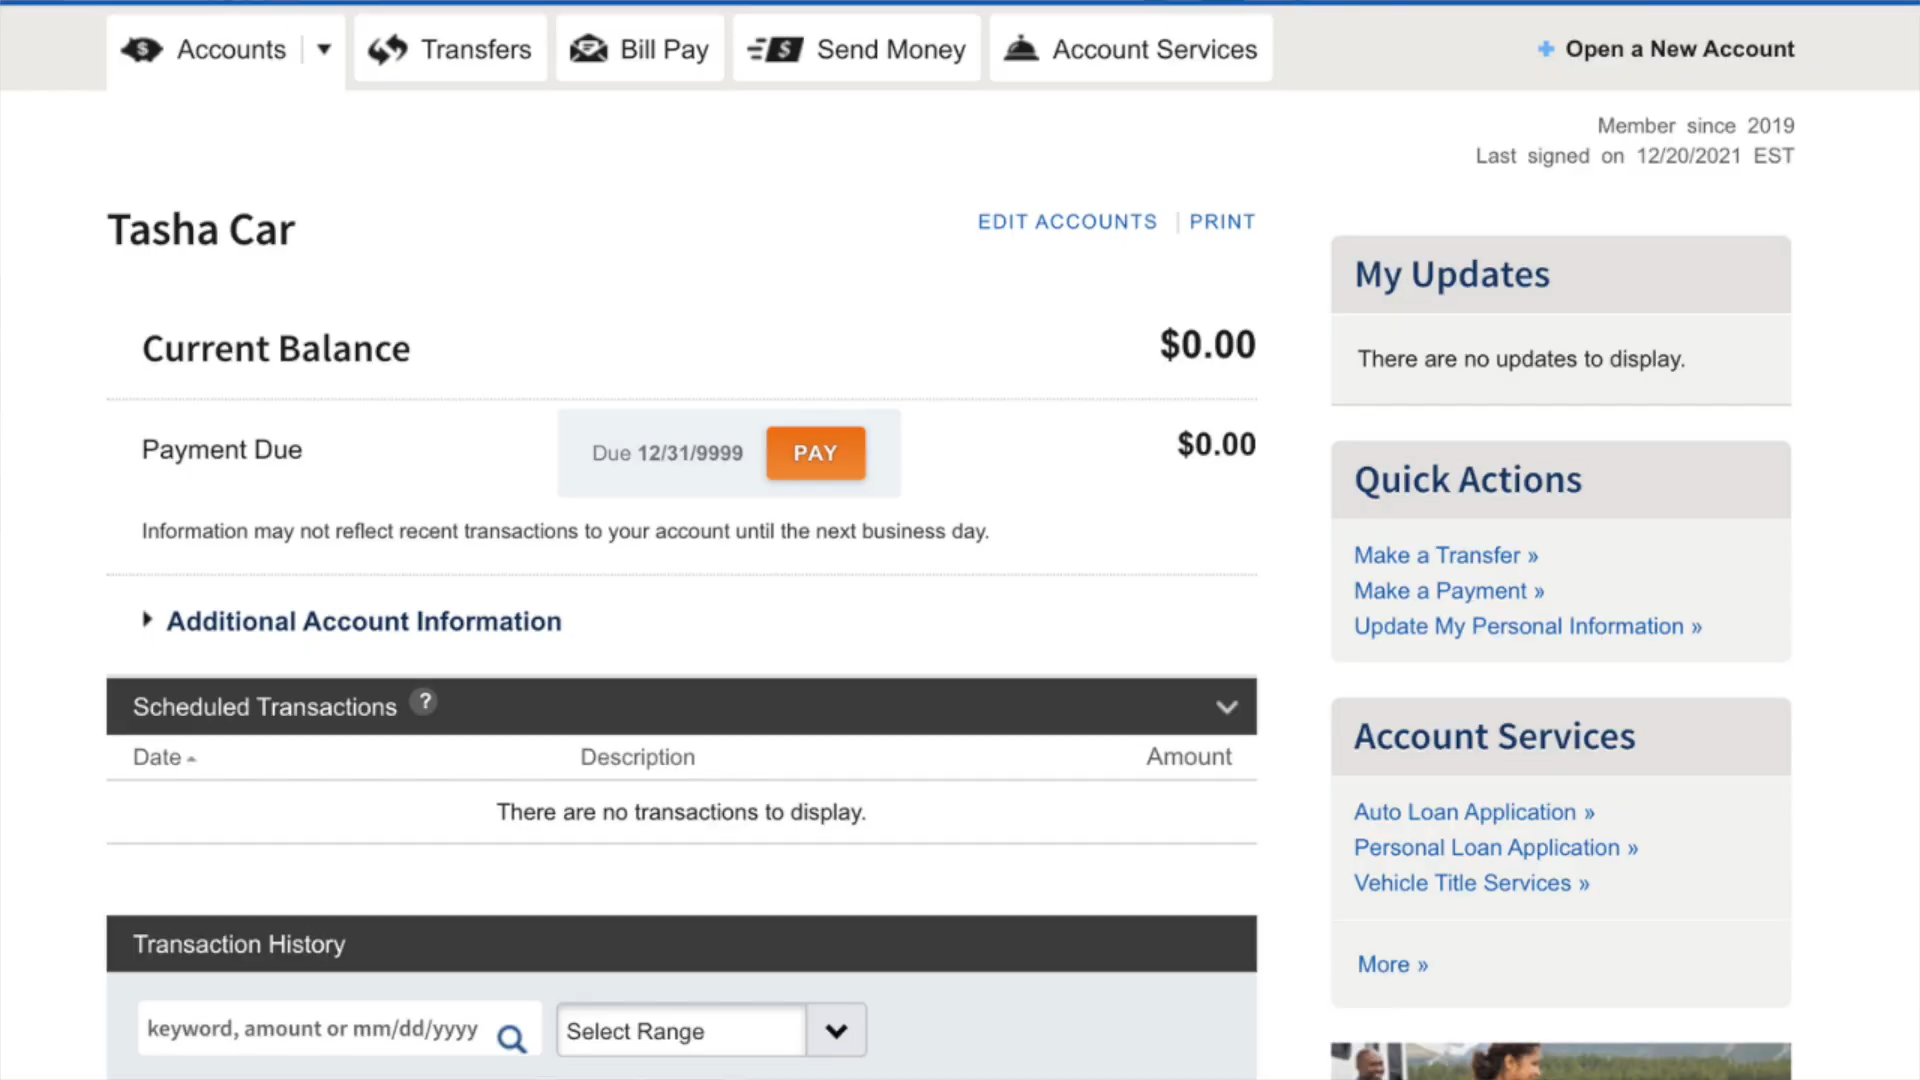 Accounts
Transfers
Bill Pay
Send Money
Account Services
+ Open a New Account
Member since 2019
Last signed on 12/20/2021 EST
Tasha Car
EDIT ACCOUNTS | PRINT
Current Balance $0.00
Payment Due Due 12/31/9999 PAY $0.00
Information may not reflect recent transactions to your account until the next business day.
Additional Account Information
Scheduled Transactions ?
Date Description Amount
There are no transactions to display.
Transaction History
keyword, amount or mm/dd/yyyy
Select Range
My Updates
There are no updates to display.
Quick Actions
Make a Transfer »
Make a Payment »
Update My Personal Information »
Account Services
Auto Loan Application »
Personal Loan Application »
Vehicle Title Services »
More »